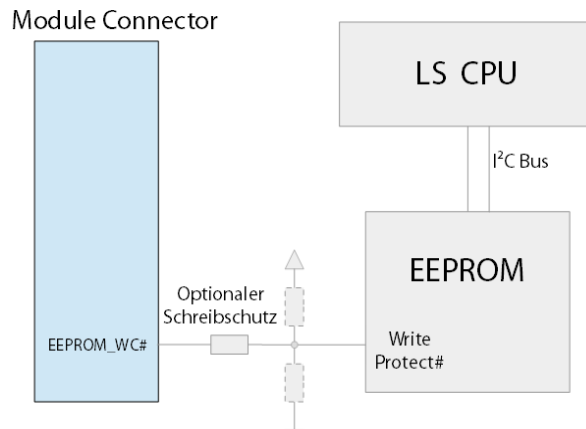 Module Connector
LS CPU
I²C Bus
EEPROM
Optionaler
Schreibschutz
EEPROM_WC#
Write
Protect#